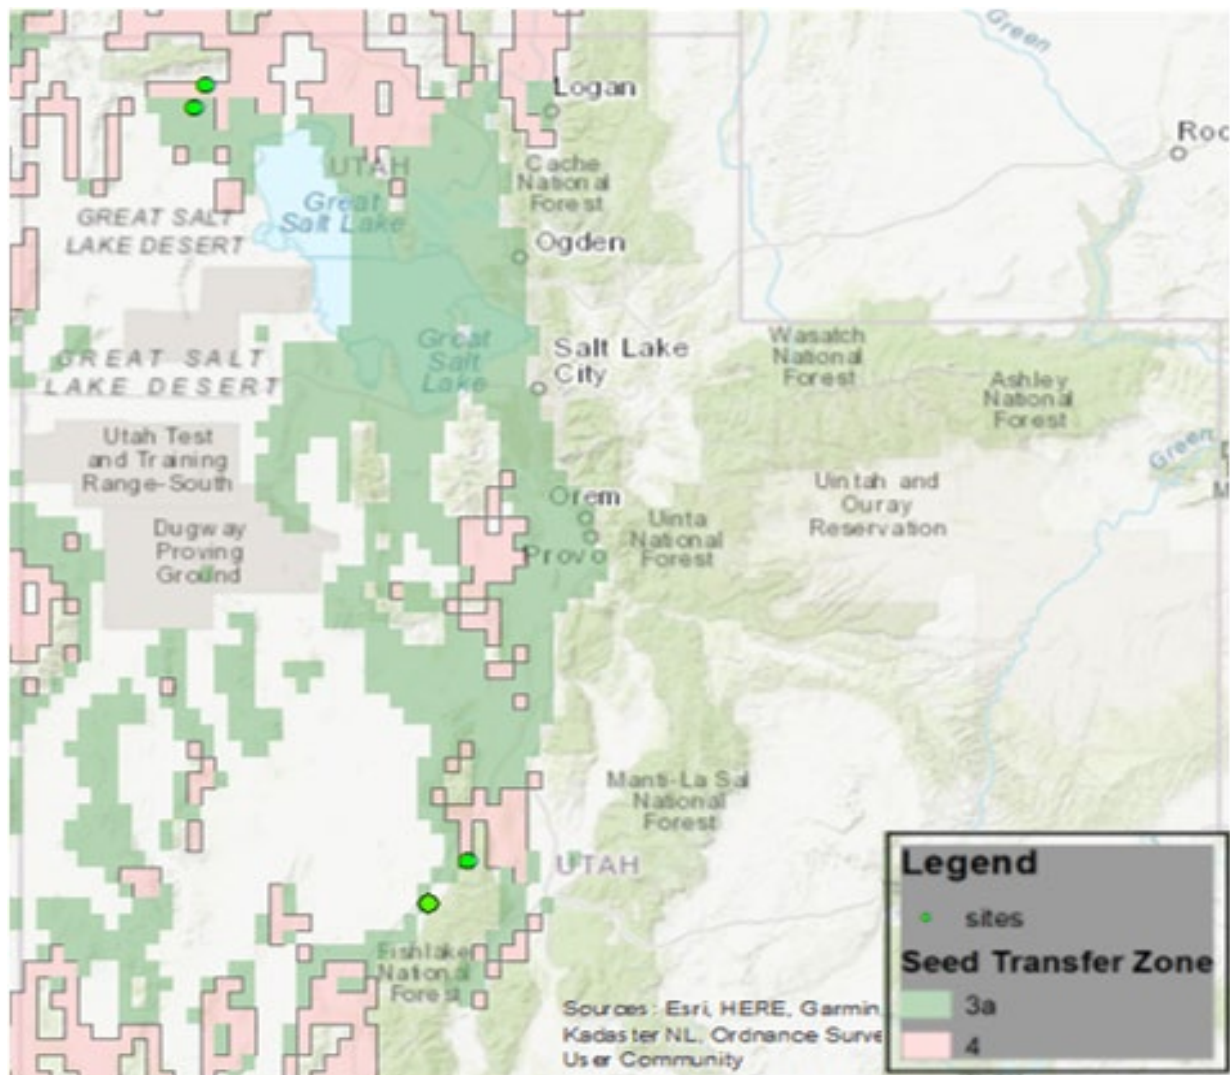 Green
Logan
Roc
UTAH
Cache
National
Forest
Great
Salt Lake
GREAT SALT
LAKE DESERT
Ogden
Great
Salt
Lake
Salt Lake
City
GREAT SALT
LAKE DESERT
Wasatch
National
Forest
Ashley
National
Forest
Utah Test
and Training
Range-South
Green
Orem
Uintah and
Ouray
Reservation
Dugway
Proving
Ground
Uinta
National
Forest
Provo
Manti-La Sal
National
Forest
UTAH
Fishlake
National
Forest
Sources: Esri, HERE, Garmin,
Kadaster NL, Ordnance Surve
User Community
Legend
sites
Seed Transfer Zone
3a
4